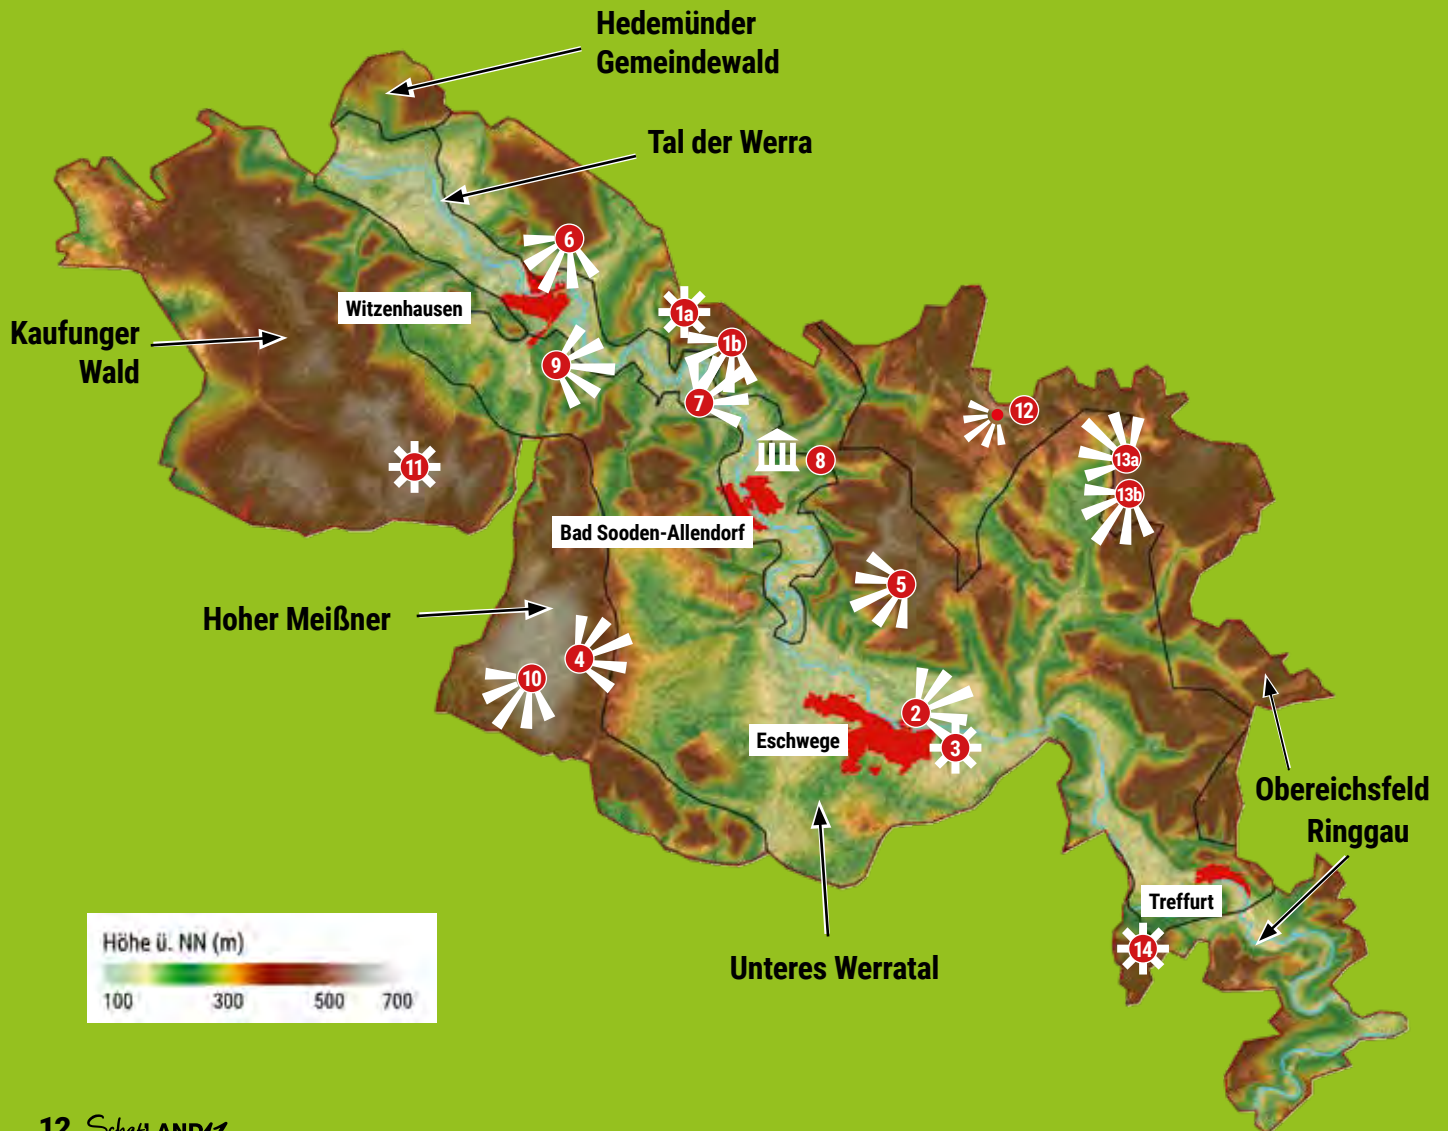 Hedemünder
Gemeindewald
Tal der Werra
6
1a
Witzenhausen
Kaufunger
Wald
1b
9
7
12
13a
8
11
13b
Bad Sooden-Allendorf
5
Hoher Meißner
4
10
2
Eschwege
3
Obereichsfeld
Ringgau
Treffurt
14
Unteres Werratal
Höhe ü. NN (m)
100 300 500 700
12